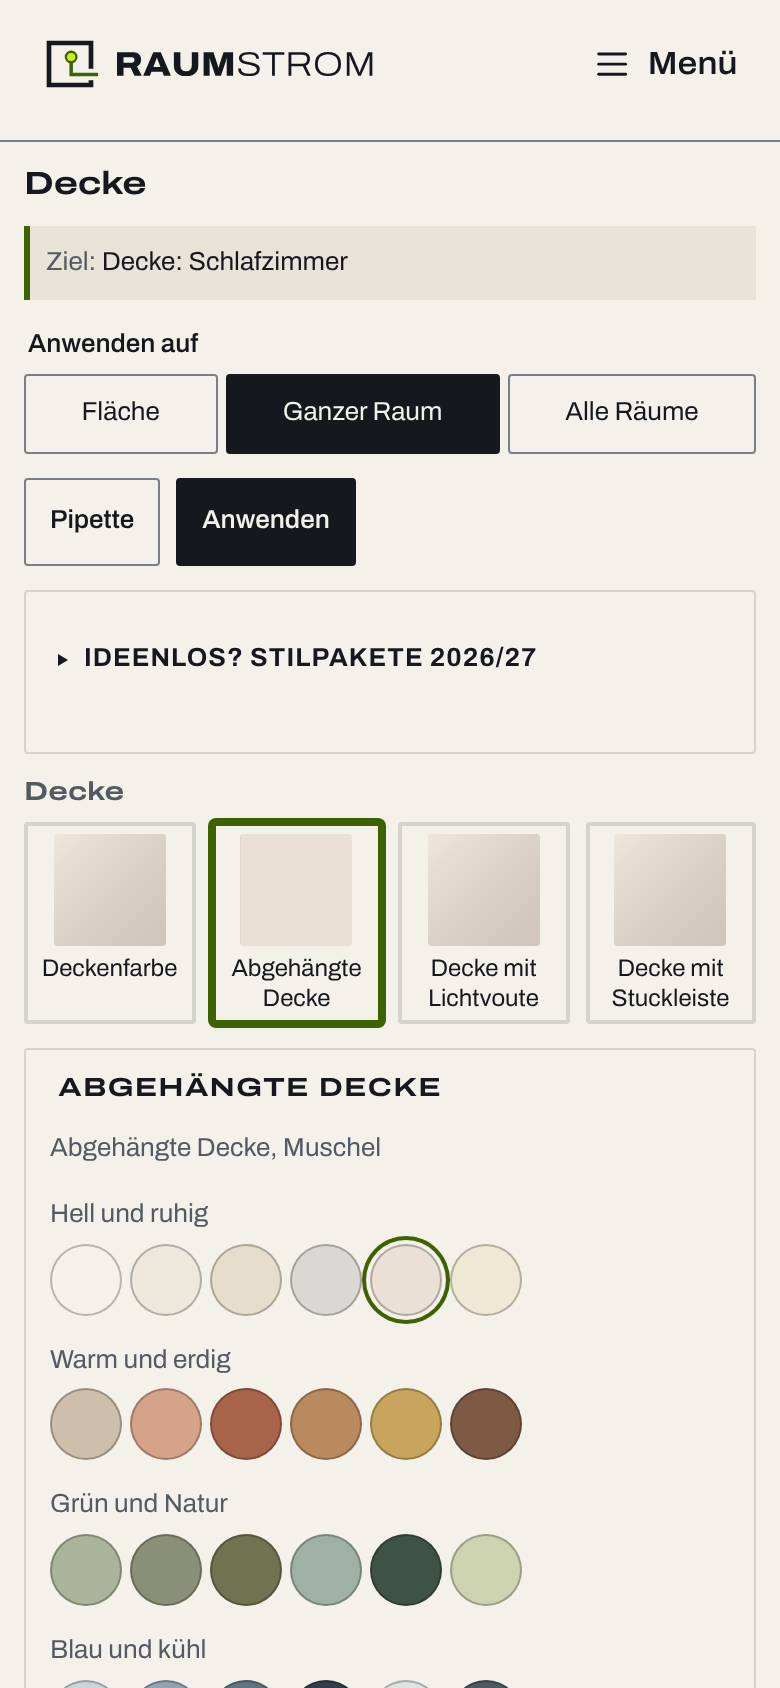 RAUMSTROM
Menü
Decke
Ziel: Decke: Schlafzimmer
Anwenden auf
Fläche
Ganzer Raum
Alle Räume
Pipette
Anwenden
IDEENLOS? STILPAKETE 2026/27
Decke
Deckenfarbe
Abgehängte
Decke
Decke mit
Lichtvoute
Decke mit
Stuckleiste
ABGEHÄNGTE DECKE
Abgehängte Decke, Muschel
Hell und ruhig
Warm und erdig
Grün und Natur
Blau und kühl